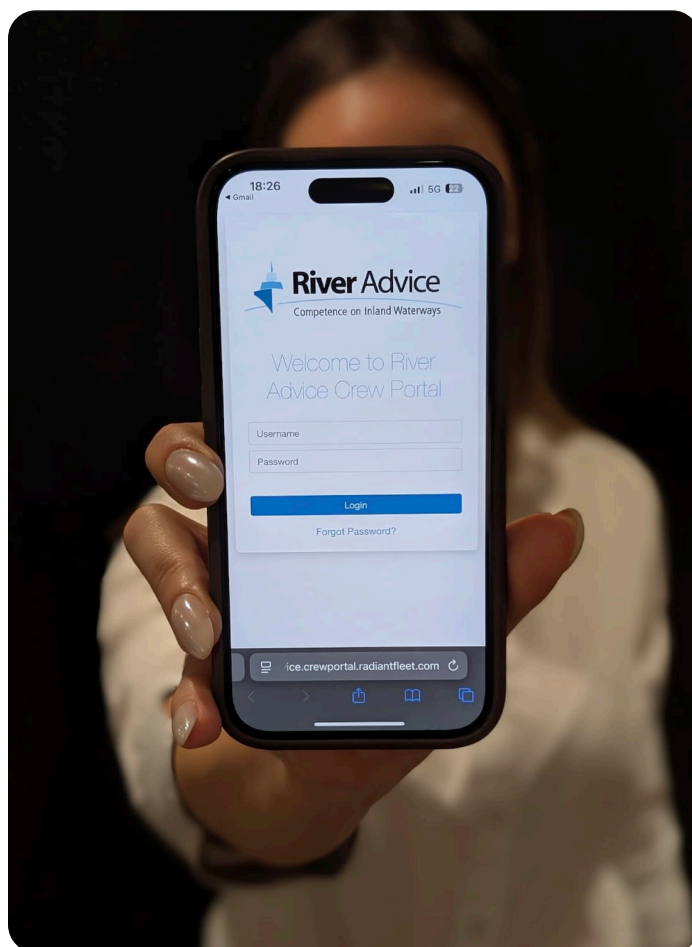 18:26
5G 22
◄ Gmail
River Advice
Competence on Inland Waterways
Welcome to River
Advice Crew Portal
Username
Password
Login
Forgot Password?
ice.crewportal.radiantfleet.com